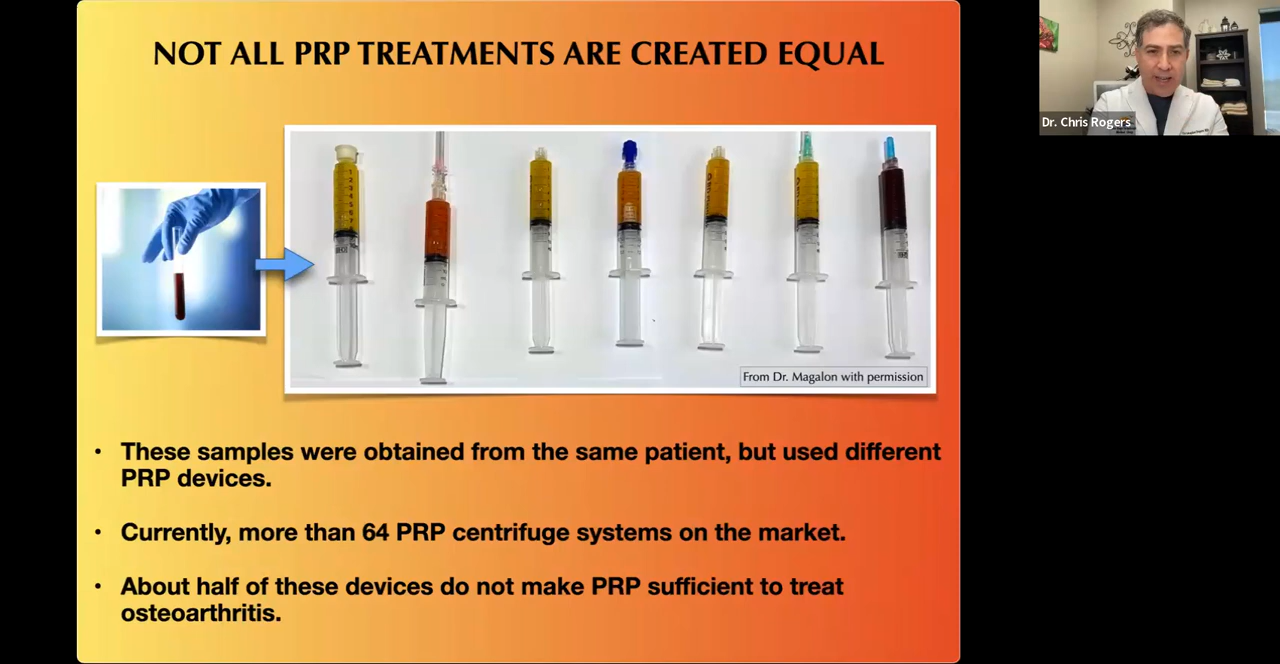 NOT ALL PRP TREATMENTS ARE CREATED EQUAL
Dr. Chris Rogers
From Dr. Magalon with permission
• These samples were obtained from the same patient, but used different
PRP devices.
• Currently, more than 64 PRP centrifuge systems on the market.
• About half of these devices do not make PRP sufficient to treat
osteoarthritis.